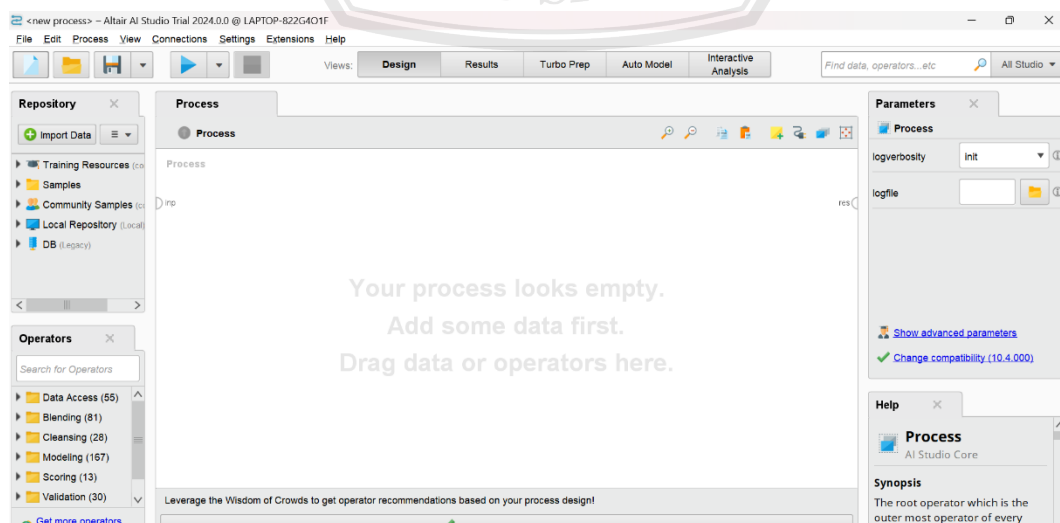 <new process> – Altair AI Studio Trial 2024.0.0 @ LAPTOP-822G4O1F
File Edit Process View Connections Settings Extensions Help
Views: Design Results Turbo Prep Auto Model Interactive Analysis
Find data, operators...etc
All Studio
Repository
Import Data
Training Resources (co
Samples
Community Samples (co
Local Repository (Local)
DB (Legacy)
Operators
Search for Operators
Data Access (55)
Blending (81)
Cleansing (28)
Modeling (167)
Scoring (13)
Validation (30)
Get more operators
Process
Process
Process
inp
res
Your process looks empty.
Add some data first.
Drag data or operators here.
Leverage the Wisdom of Crowds to get operator recommendations based on your process design!
Parameters
Process
logverbosity
init
logfile
Show advanced parameters
Change compatibility (10.4.000)
Help
Process
AI Studio Core
Synopsis
The root operator which is the
outer most operator of every